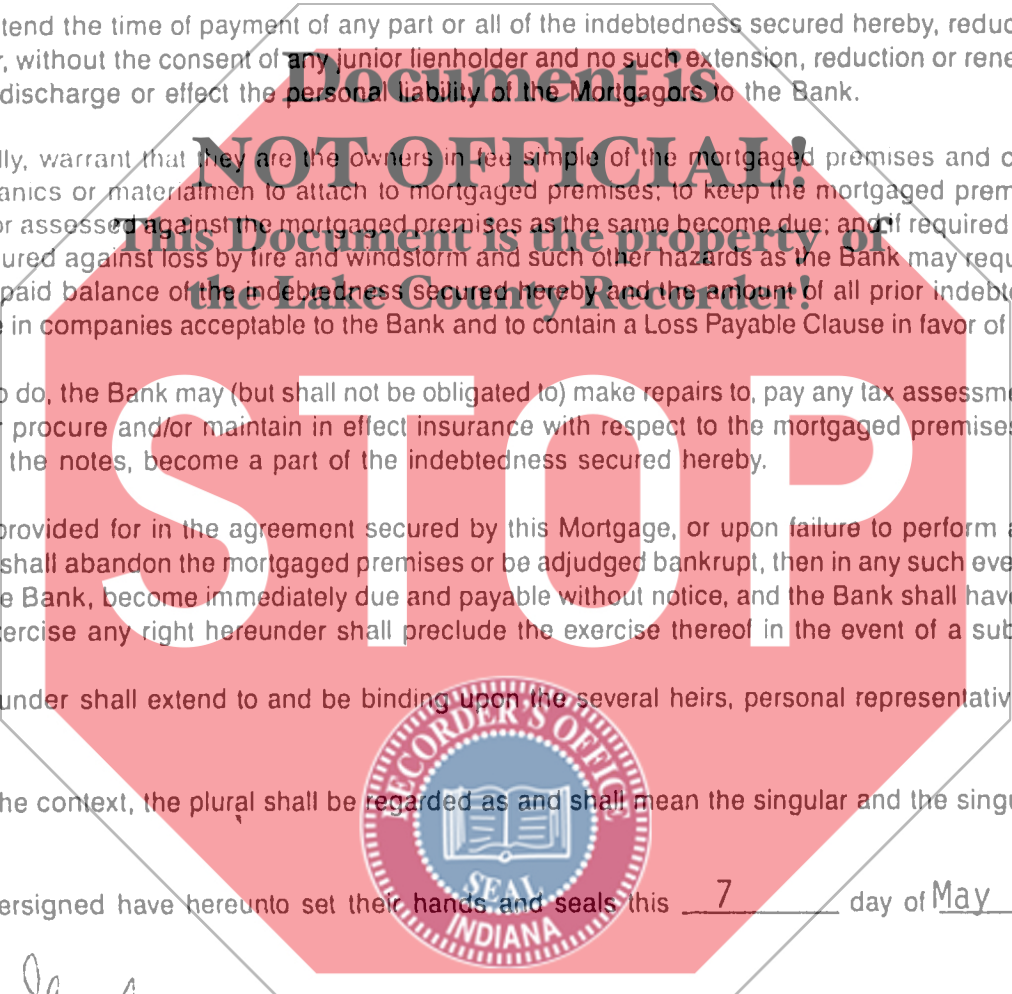 tend the time of payment of any part or all of the indebtedness secured hereby, reduc
, without the consent of any junior lienholder and no such extension, reduction or rene
Document is
discharge or effect the personal liability of the Mortgagors to the Bank.
NOT OFFICIAL!
lly, warrant that they are the owners in fee simple of the mortgaged premises and
anics or materialmen to attach to mortgaged premises; to keep the mortgaged prem
This Document is the property of
or assessed against the mortgaged premises as the same become due; and if required
ured against loss by fire and windstorm and such other hazards as the Bank may requ
the Lake County Recorder!
paid balance of the indebtedness secured hereby and the amount of all prior indebt
e in companies acceptable to the Bank and to contain a Loss Payable Clause in favor of
STOP
o do, the Bank may (but shall not be obligated to) make repairs to, pay any tax assessm
procure and/or maintain in effect insurance with respect to the mortgaged premises
the notes, become a part of the indebtedness secured hereby.
provided for in the agreement secured by this Mortgage, or upon failure to perform a
shall abandon the mortgaged premises or be adjudged bankrupt, then in any such eve
e Bank, become immediately due and payable without notice, and the Bank shall have
xercise any right hereunder shall preclude the exercise thereof in the event of a sub
under shall extend to and be binding upon the several heirs, personal representativ
RECORDER'S OFFICE
he context, the plural shall be regarded as and shall mean the singular and the singu
SEAL
ersigned have hereunto set their hands and seals this 7 day of May
INDIANA